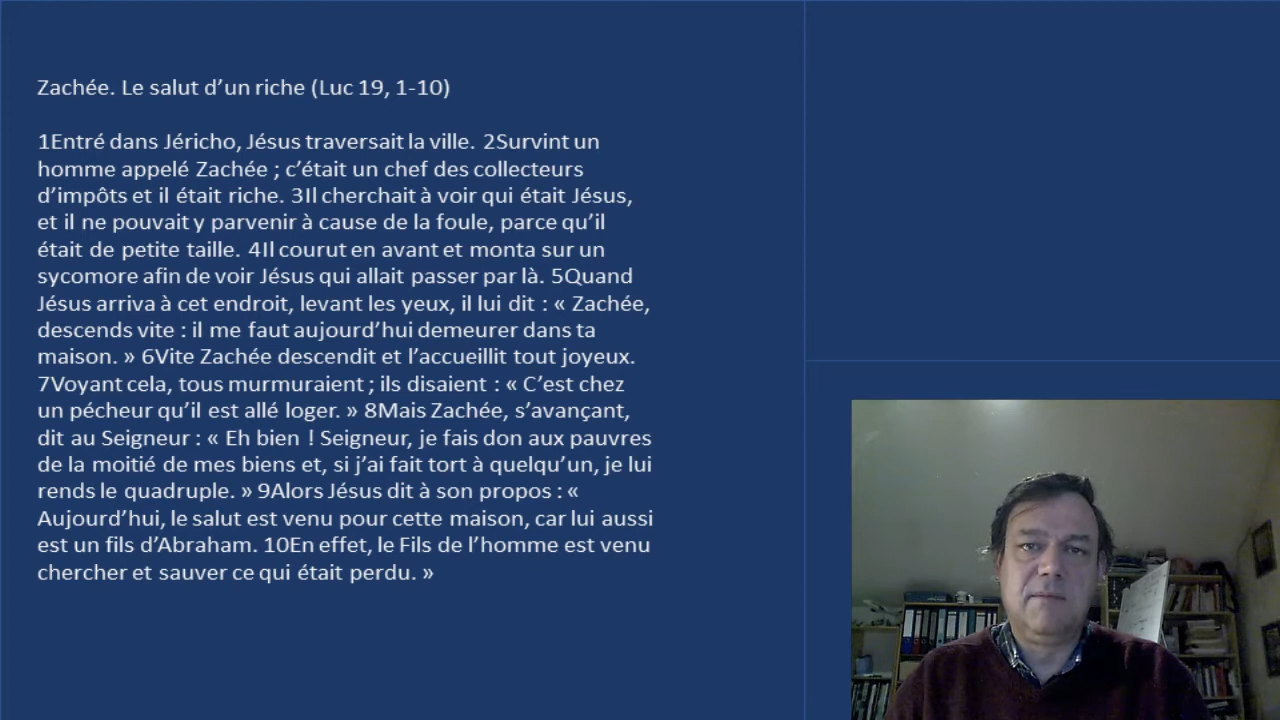 Zachée. Le salut d’un riche (Luc 19, 1-10)
1Entré dans Jéricho, Jésus traversait la ville. 2Survint un
homme appelé Zachée ; c’était un chef des collecteurs
d’impôts et il était riche. 3Il cherchait à voir qui était Jésus,
et il ne pouvait y parvenir à cause de la foule, parce qu’il
était de petite taille. 4Il courut en avant et monta sur un
sycomore afin de voir Jésus qui allait passer par là. 5Quand
Jésus arriva à cet endroit, levant les yeux, il lui dit : « Zachée,
descends vite : il me faut aujourd’hui demeurer dans ta
maison. » 6Vite Zachée descendit et l’accueillit tout joyeux.
7Voyant cela, tous murmuraient ; ils disaient : « C’est chez
un pécheur qu’il est allé loger. » 8Mais Zachée, s’avançant,
dit au Seigneur : « Eh bien ! Seigneur, je fais don aux pauvres
de la moitié de mes biens et, si j’ai fait tort à quelqu’un, je lui
rends le quadruple. » 9Alors Jésus dit à son propos : «
Aujourd’hui, le salut est venu pour cette maison, car lui aussi
est un fils d’Abraham. 10En effet, le Fils de l’homme est venu
chercher et sauver ce qui était perdu. »